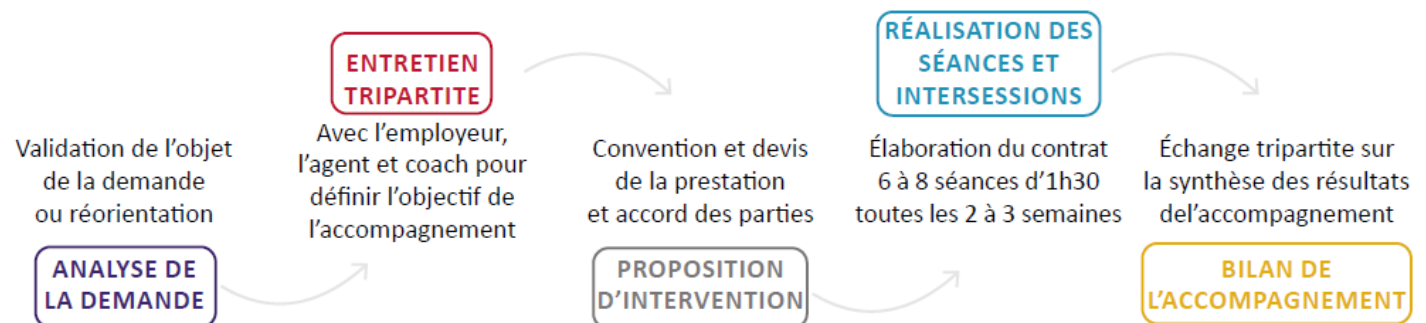 ANALYSE DE
LA DEMANDE
Validation de l’objet
de la demande
ou réorientation
ENTRETIEN
TRIPARTITE
Avec l’employeur,
l’agent et coach pour
définir l’objectif de
l’accompagnement
PROPOSITION
D’INTERVENTION
Convention et devis
de la prestation
et accord des parties
RÉALISATION DES
SÉANCES ET
INTERSESSIONS
Élaboration du contrat
6 à 8 séances d’1h30
toutes les 2 à 3 semaines
BILAN DE
L’ACCOMPAGNEMENT
Échange tripartite sur
la synthèse des résultats
del’accompagnement